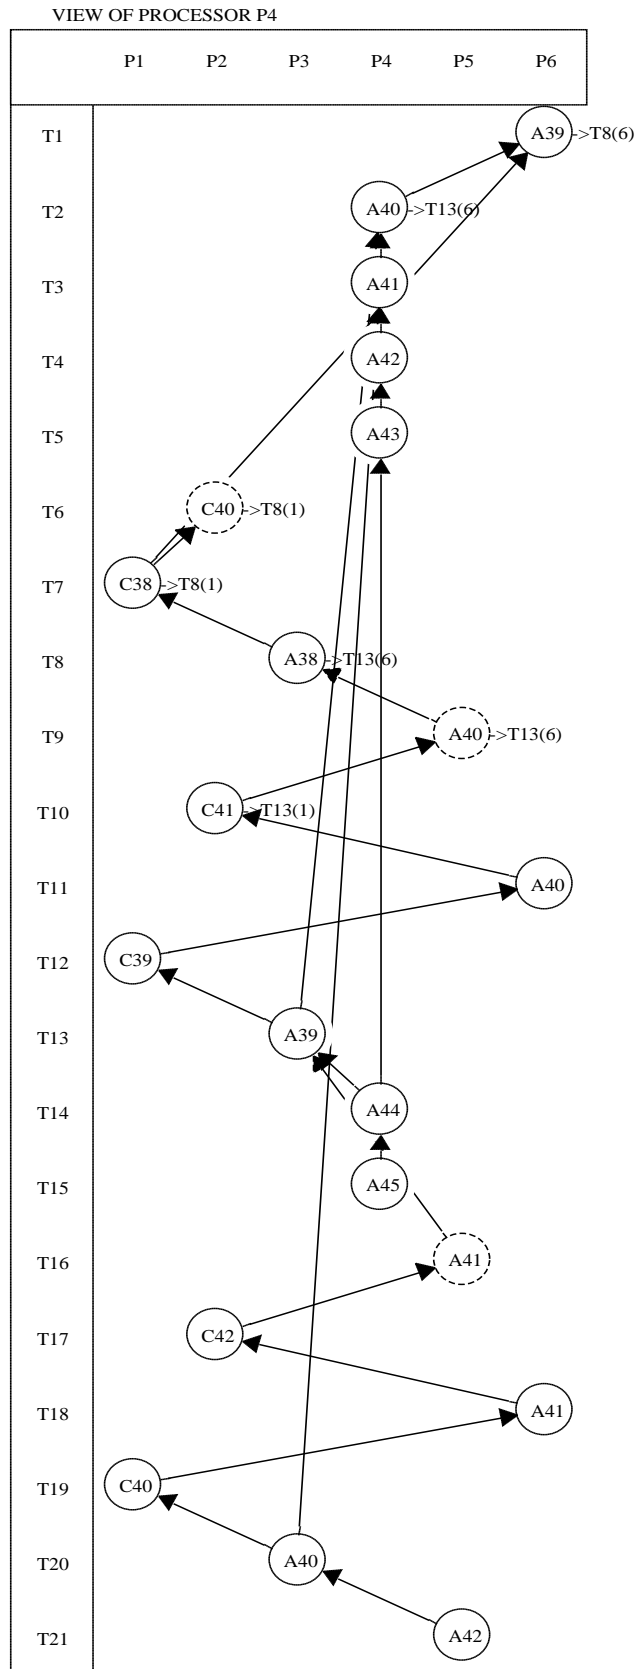 VIEW OF PROCESSOR P4
P1 P2 P3 P4 P5 P6
T1 A39 ->T8(6)
T2 A40 ->T13(6)
T3 A41
T4 A42
T5 A43
T6 C40 ->T8(1)
T7 C38 ->T8(1)
T8 A38 ->T13(6)
T9 A40 ->T13(6)
T10 C41 ->T13(1)
T11 A40
T12 C39
T13 A39
T14 A44
T15 A45
T16 A41
T17 C42
T18 A41
T19 C40
T20 A40
T21 A42